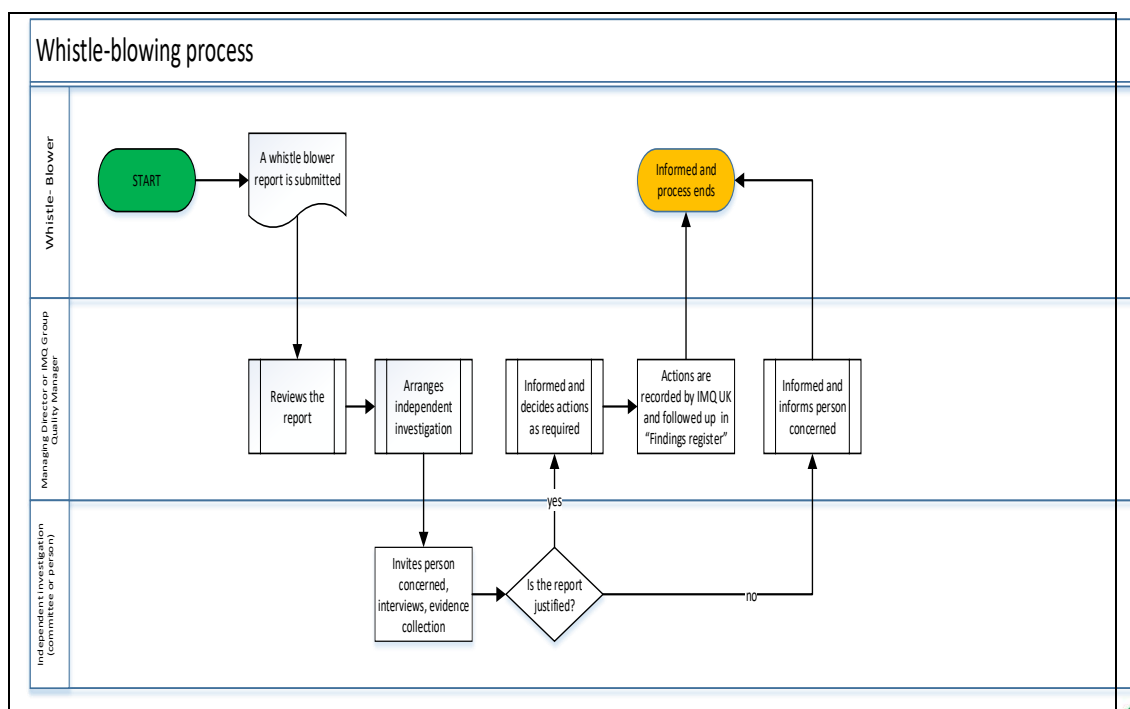 Whistle-blowing process
Whistle- Blower
START
A whistle blower
report is submitted
Informed and
process ends
Managing Director or IMQ Group
Quality Manager
Reviews the
report
Arranges
independent
investigation
Informed and
decides actions
as required
Actions are
recorded by IMQ UK
and followed up in
“Findings register”
Informed and
informs person
concerned
yes
Independent investigation
(committee or person)
Invites person
concerned,
interviews, evidence
collection
Is the report
justified?
no